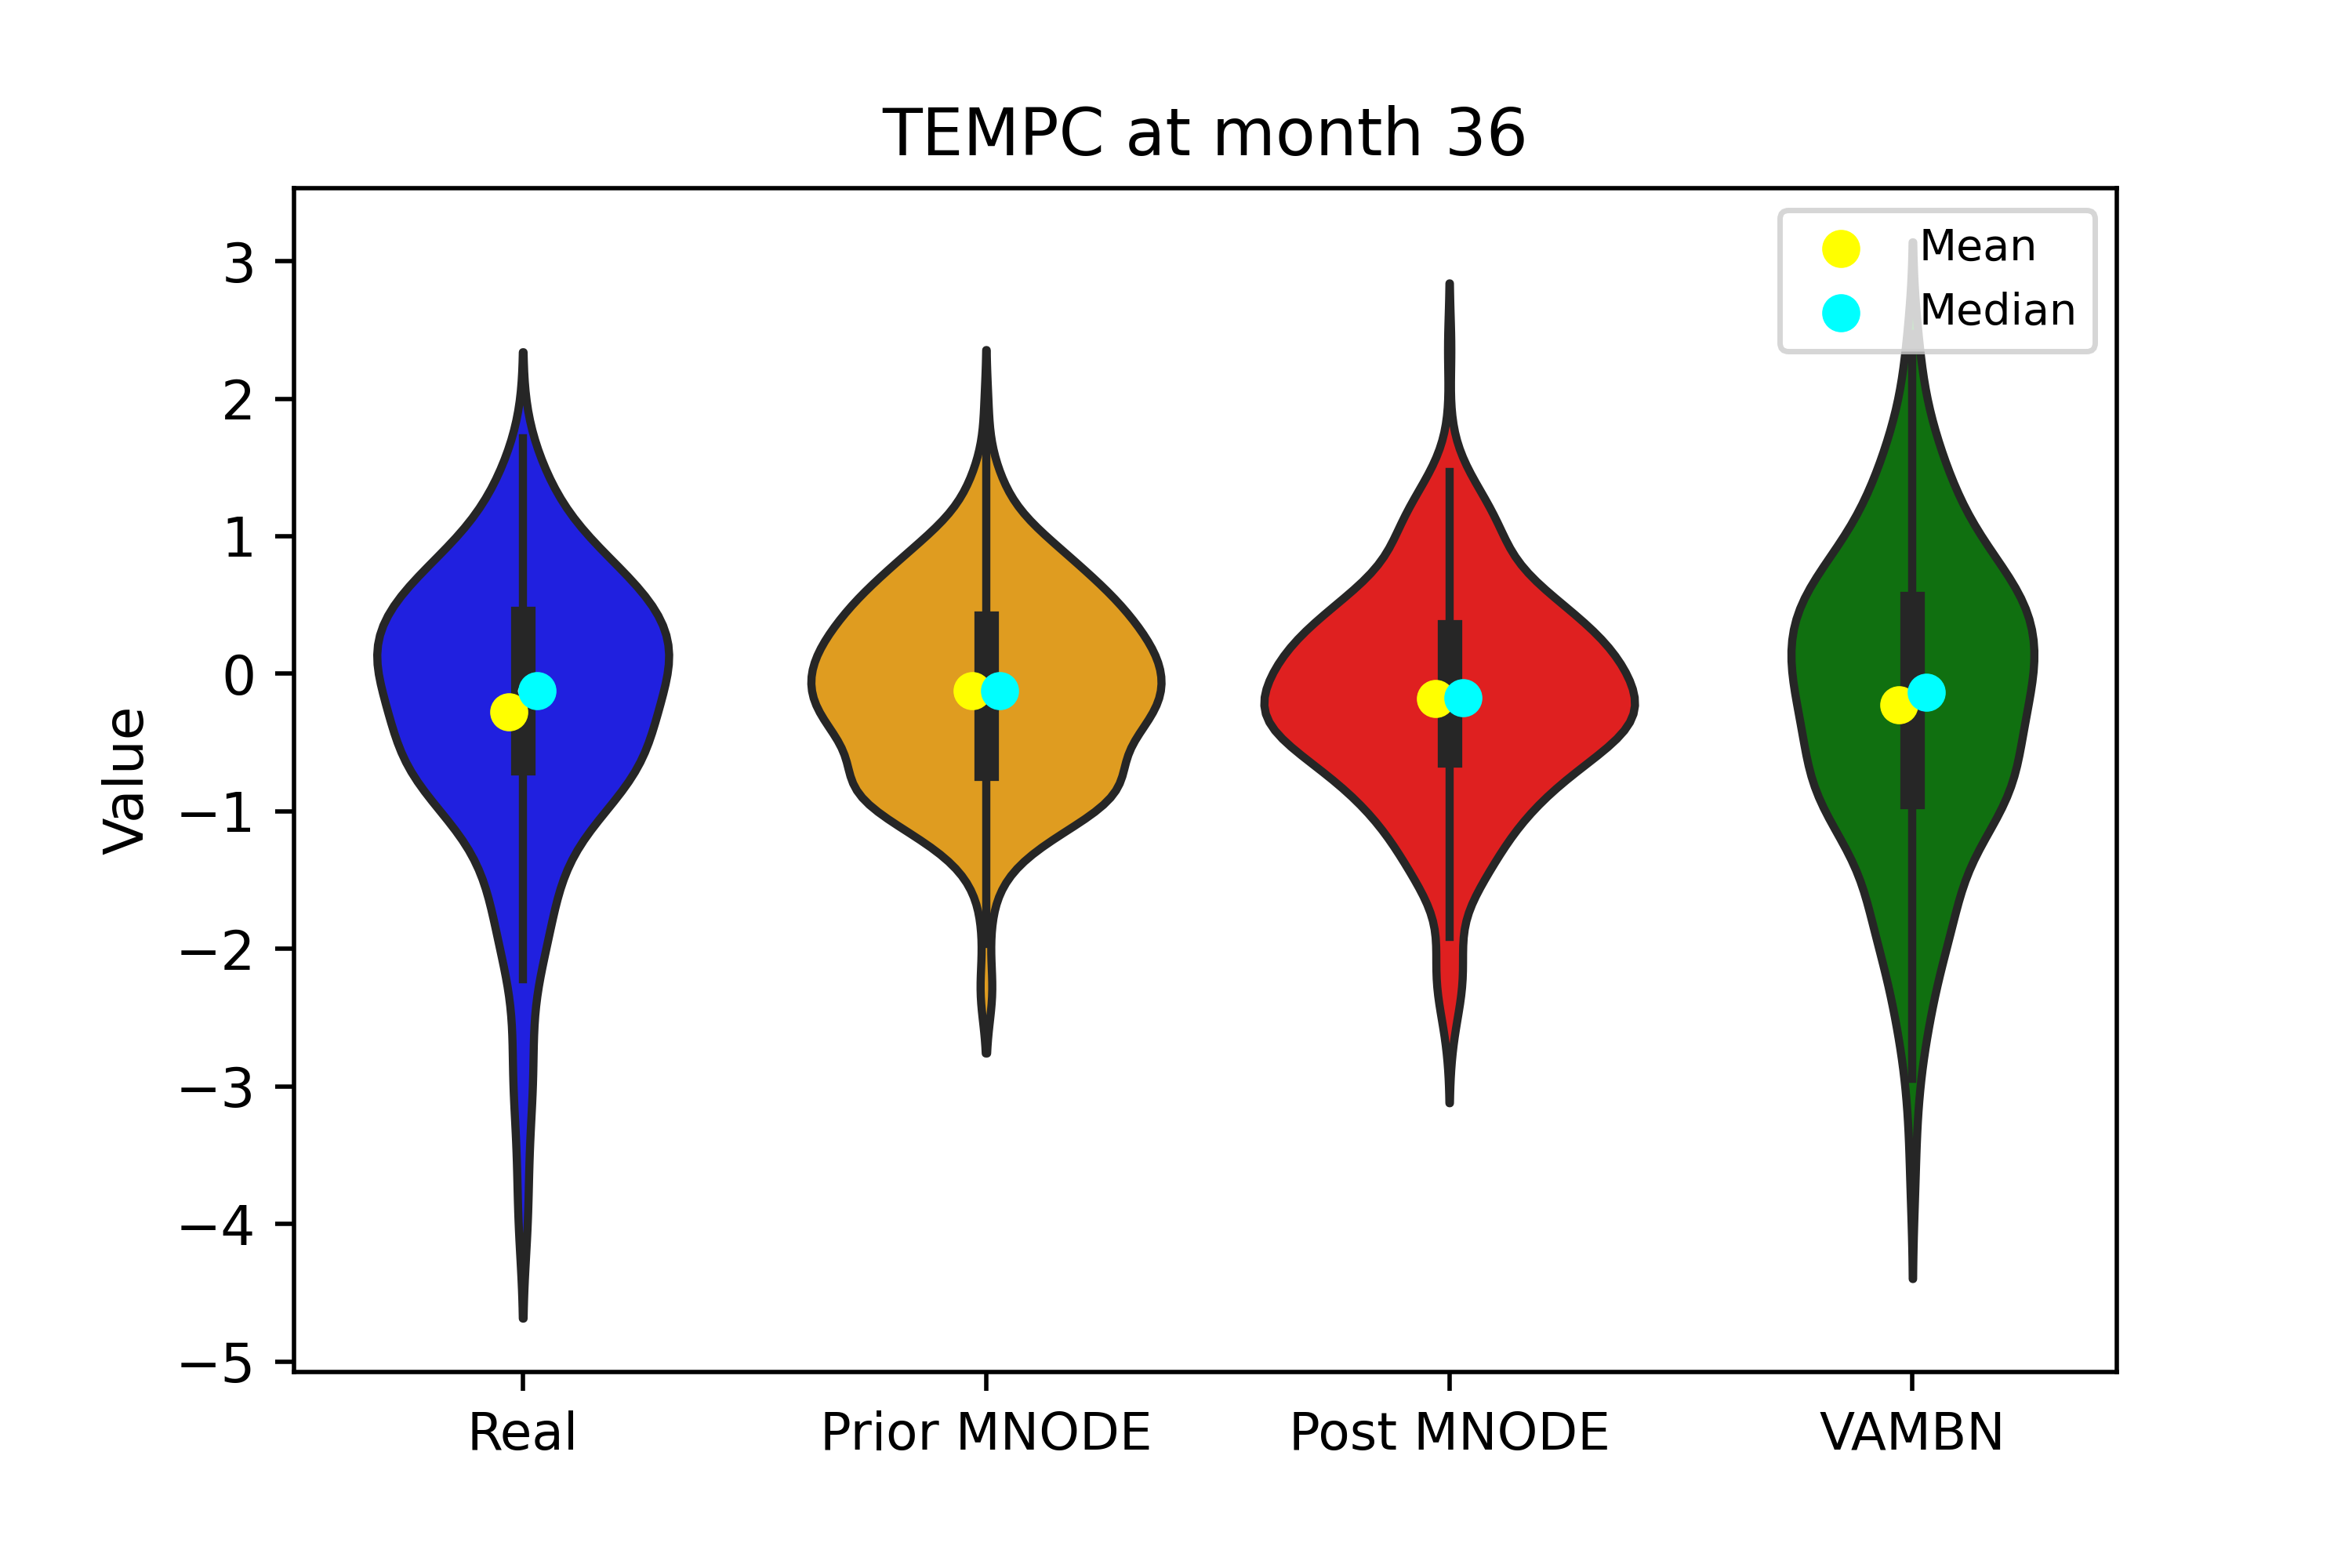 TEMPC at month 36
Mean
Median
3
2
1
0
−1
−2
−3
−4
−5
Value
Real
Prior MNODE
Post MNODE
VAMBN